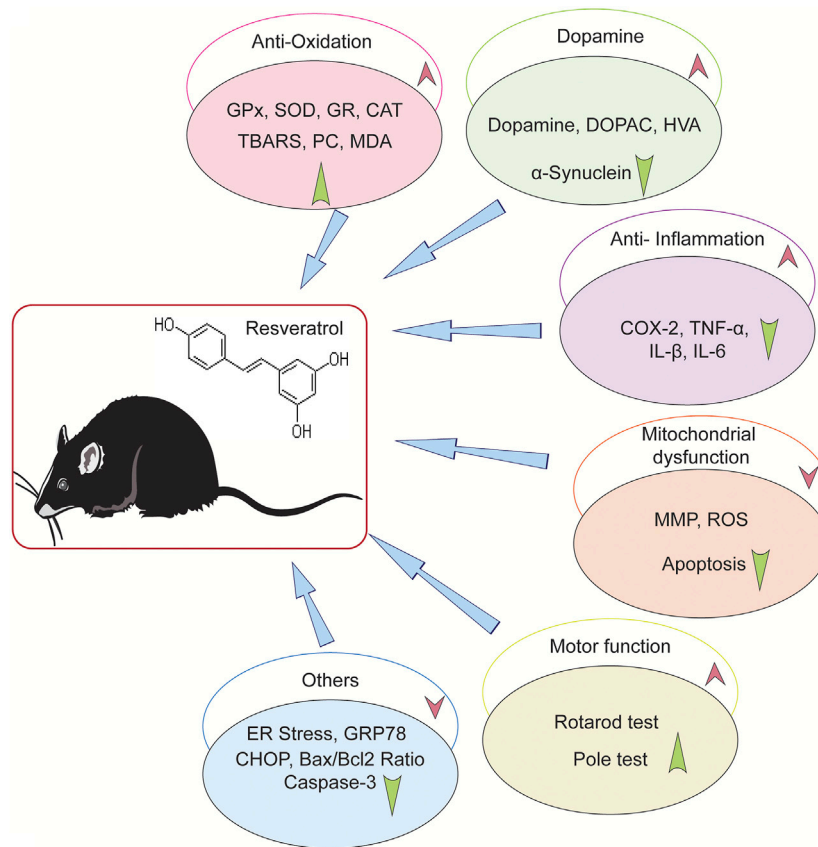 Anti-Oxidation
GPx, SOD, GR, CAT
TBARS, PC, MDA
Dopamine
Dopamine, DOPAC, HVA
α-Synuclein
Anti- Inflammation
COX-2, TNF-α,
IL-β, IL-6
Mitochondrial
dysfunction
MMP, ROS
Apoptosis
Motor function
Rotarod test
Pole test
Others
ER Stress, GRP78
CHOP, Bax/Bcl2 Ratio
Caspase-3
Resveratrol
HO
OH
OH